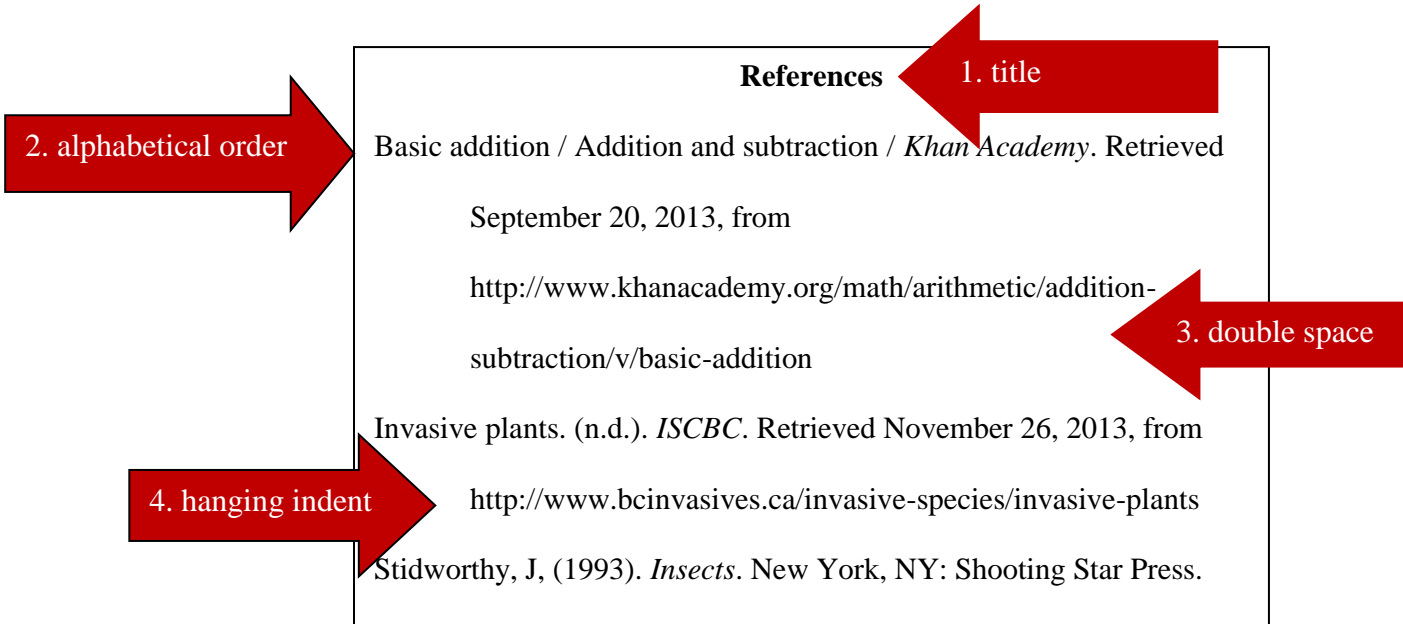 References
1. title
2. alphabetical order
Basic addition / Addition and subtraction / Khan Academy. Retrieved
September 20, 2013, from
http://www.khanacademy.org/math/arithmetic/addition-
subtraction/v/basic-addition
3. double space
Invasive plants. (n.d.). ISCBC. Retrieved November 26, 2013, from
4. hanging indent
http://www.bcinvasives.ca/invasive-species/invasive-plants
Stidworthy, J, (1993). Insects. New York, NY: Shooting Star Press.